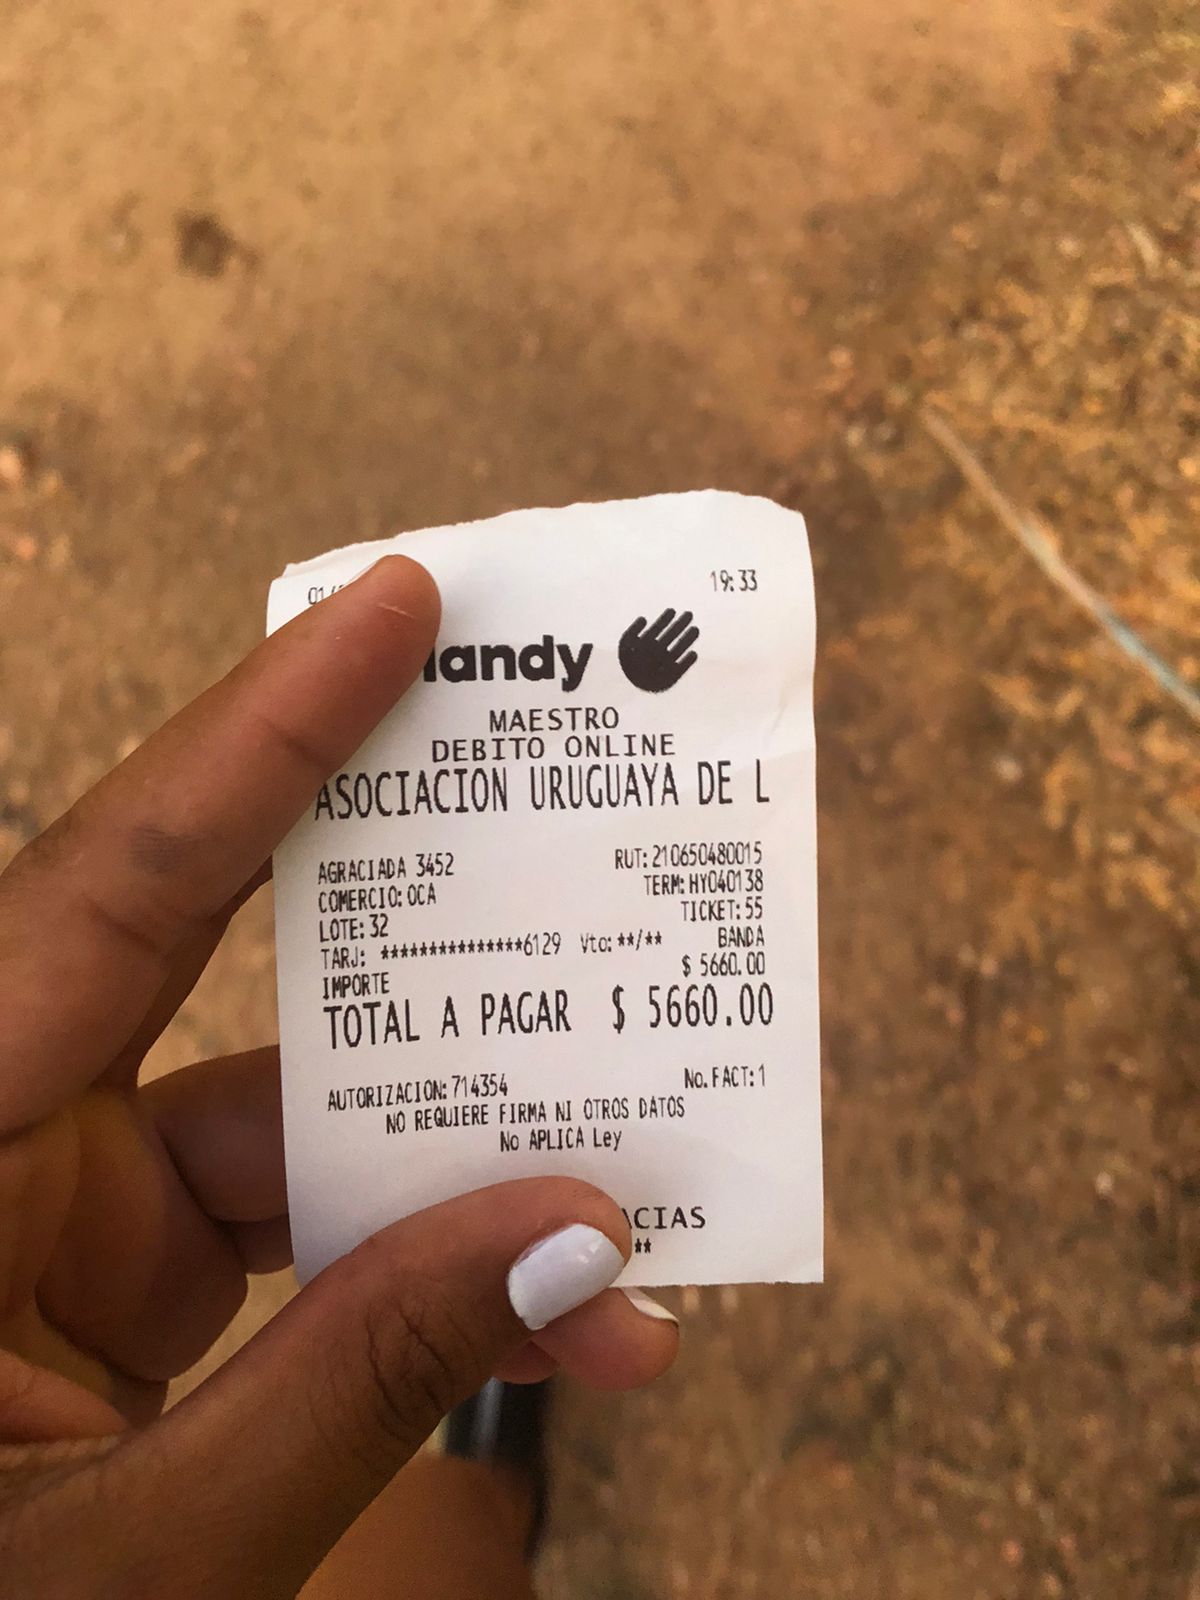 19:33
andy
MAESTRO
DEBITO ONLINE
ASOCIACION URUGUAYA DE L
AGRACIADA 3452 RUT: 210650480015
COMERCIO: OCA TERM: HY040138
LOTE: 32 TICKET: 55
TARJ: ***************6129 Vto: **/** BANDA
IMPORTE $ 5660.00
TOTAL A PAGAR $ 5660.00
AUTORIZACION: 714354 No. FACT: 1
NO REQUIERE FIRMA NI OTROS DATOS
No APLICA Ley
ACIAS
**